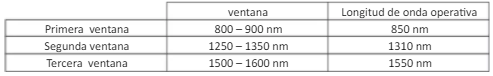 ventana Longitud de onda operativa
Primera ventana 800 – 900 nm 850 nm
Segunda ventana 1250 – 1350 nm 1310 nm
Tercera ventana 1500 – 1600 nm 1550 nm